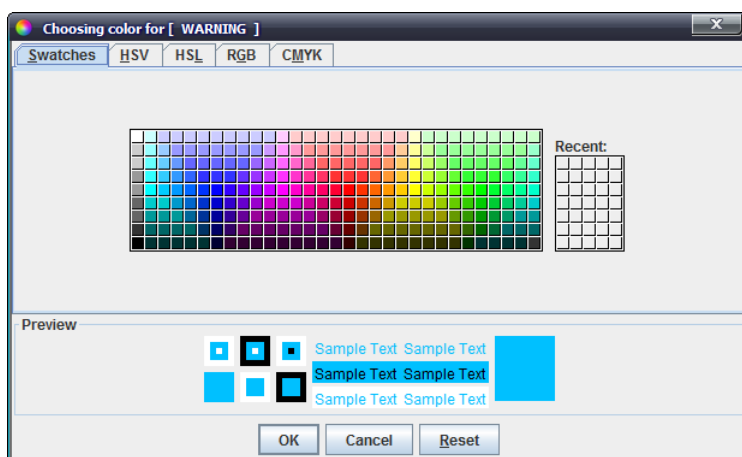 Choosing color for [ WARNING ]
Swatches HSV HSL RGB CMYK
Recent:
Preview
Sample Text Sample Text
Sample Text Sample Text
Sample Text Sample Text
OK Cancel Reset